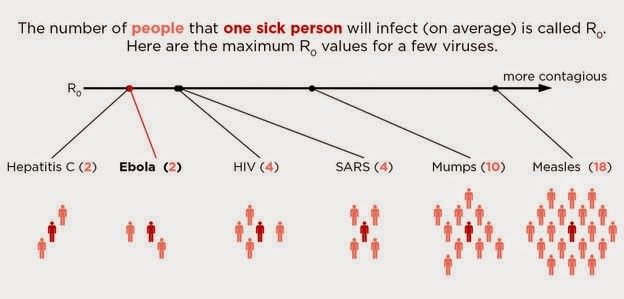 The number of people that one sick person will infect (on average) is called R₀.
Here are the maximum R₀ values for a few viruses.
more contagious
R₀
Hepatitis C (2) Ebola (2) HIV (4) SARS (4) Mumps (10) Measles (18)